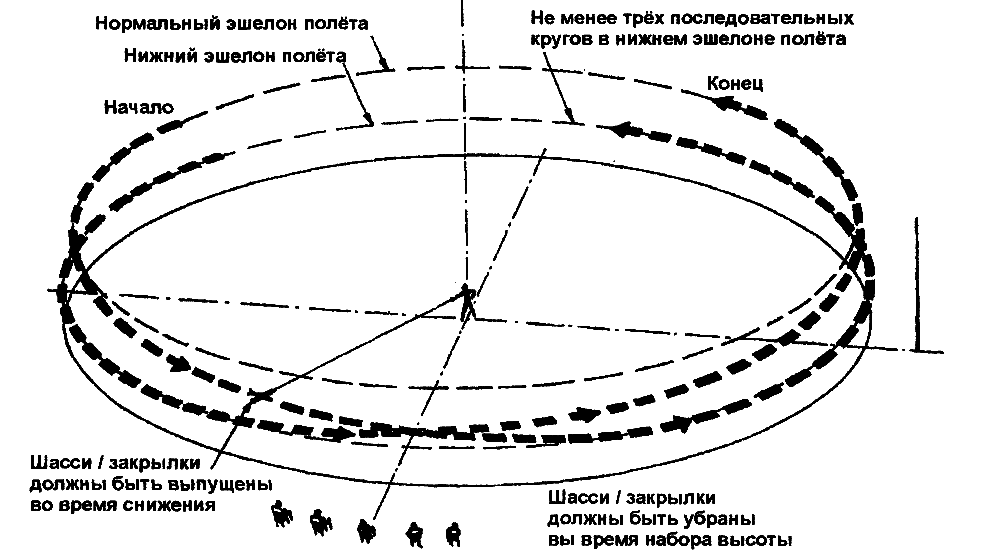 Нормальный эшелон полёта
Нижний эшелон полёта
Начало
Не менее трёх последовательных
кругов в нижнем эшелоне полёта
Конец
Шасси / закрылки
должны быть выпущены
во время снижения
Шасси / закрылки
должны быть убраны
вы время набора высоты